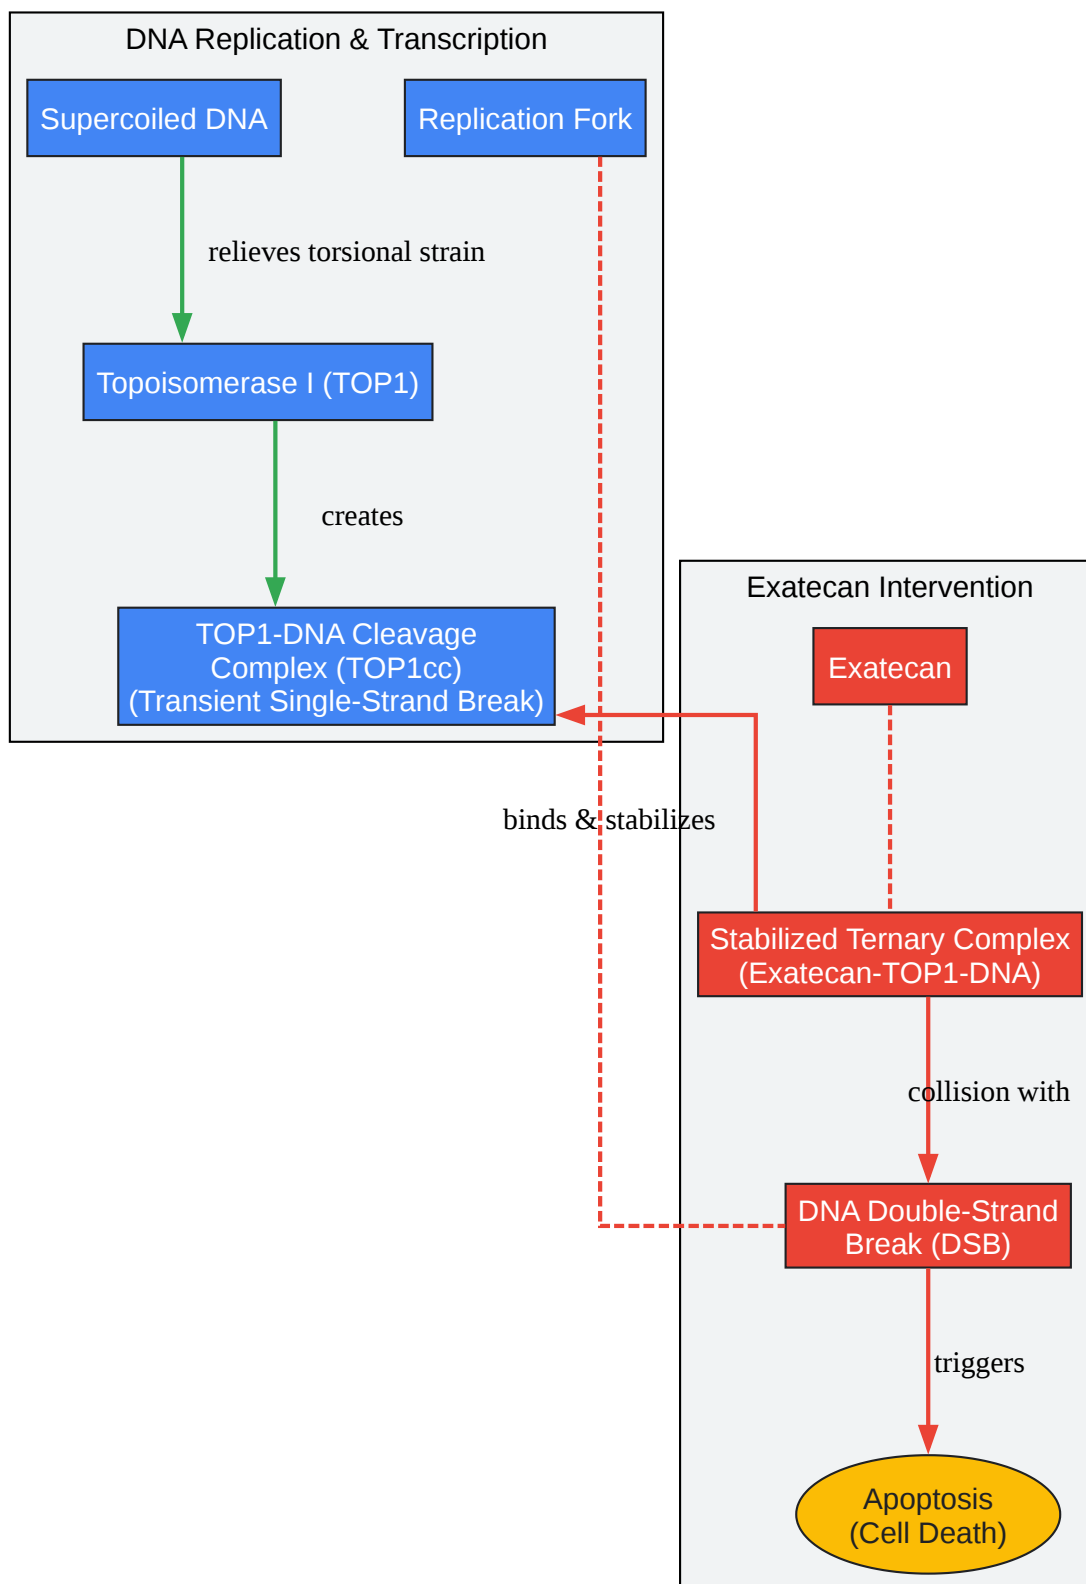 DNA Replication & Transcription
Supercoiled DNA
Replication Fork
relieves torsional strain
Topoisomerase I (TOP1)
creates
TOP1-DNA Cleavage
Complex (TOP1cc)
(Transient Single-Strand Break)
Exatecan Intervention
Exatecan
binds & stabilizes
Stabilized Ternary Complex
(Exatecan-TOP1-DNA)
collision with
DNA Double-Strand
Break (DSB)
triggers
Apoptosis
(Cell Death)